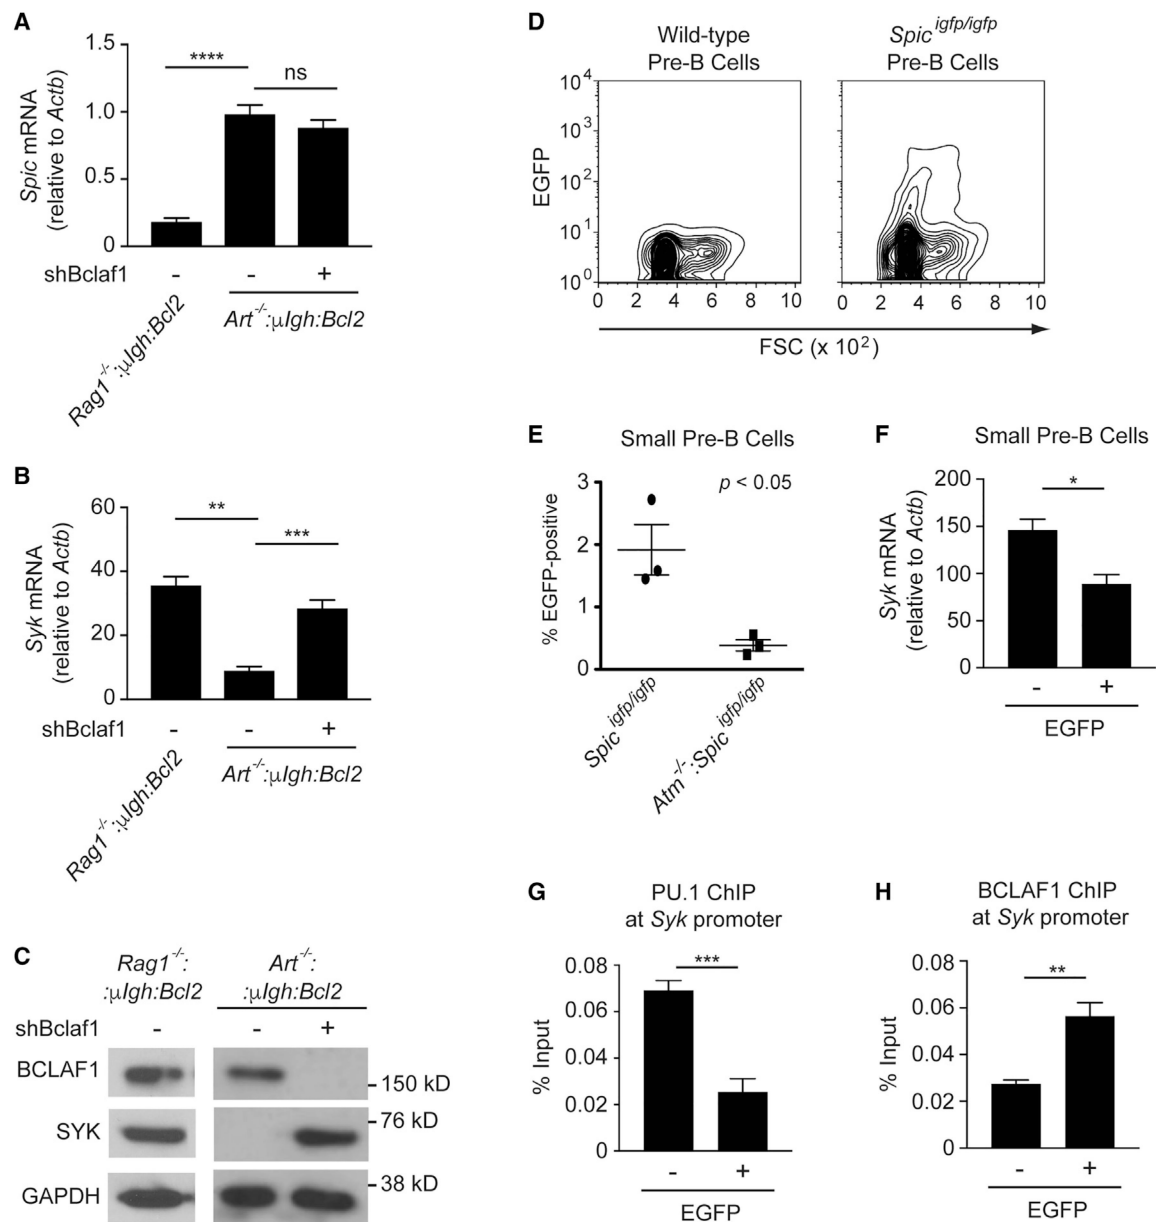 A
Spic mRNA
(relative to Actb)
1.5
1.0
0.5
0
****
ns
shBclaf1 - - +
Rag1-/-:μIgh:Bcl2
Art-/-:μIgh:Bcl2
B
Syk mRNA
(relative to Actb)
60
40
20
0
**
***
shBclaf1 - - +
Rag1-/-:μIgh:Bcl2
Art-/-:μIgh:Bcl2
C
Rag1-/-:
:μIgh:Bcl2
Art-/-:
:μIgh:Bcl2
shBclaf1 - - +
BCLAF1
150 kD
SYK
76 kD
GAPDH
38 kD
D
Wild-type
Pre-B Cells
Spic igfp/igfp
Pre-B Cells
EGFP
10^4
10^3
10^2
10^1
10^0
0 2 4 6 8 10
0 2 4 6 8 10
FSC (x 10^2)
E
Small Pre-B Cells
p < 0.05
% EGFP-positive
3
2
1
0
Spic igfp/igfp
Atm-/-:Spic igfp/igfp
F
Small Pre-B Cells
Syk mRNA
(relative to Actb)
200
150
100
50
0
*
- +
EGFP
G
PU.1 ChIP
at Syk promoter
% Input
0.08
0.06
0.04
0.02
0
***
- +
EGFP
H
BCLAF1 ChIP
at Syk promoter
% Input
0.08
0.06
0.04
0.02
0
**
- +
EGFP